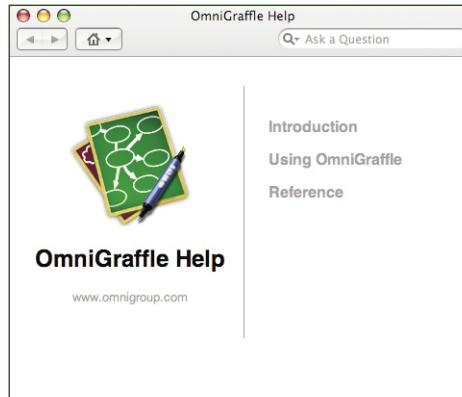 OmniGraffle Help
Ask a Question
Introduction
Using OmniGraffle
Reference
OmniGraffle Help
www.omnigroup.com